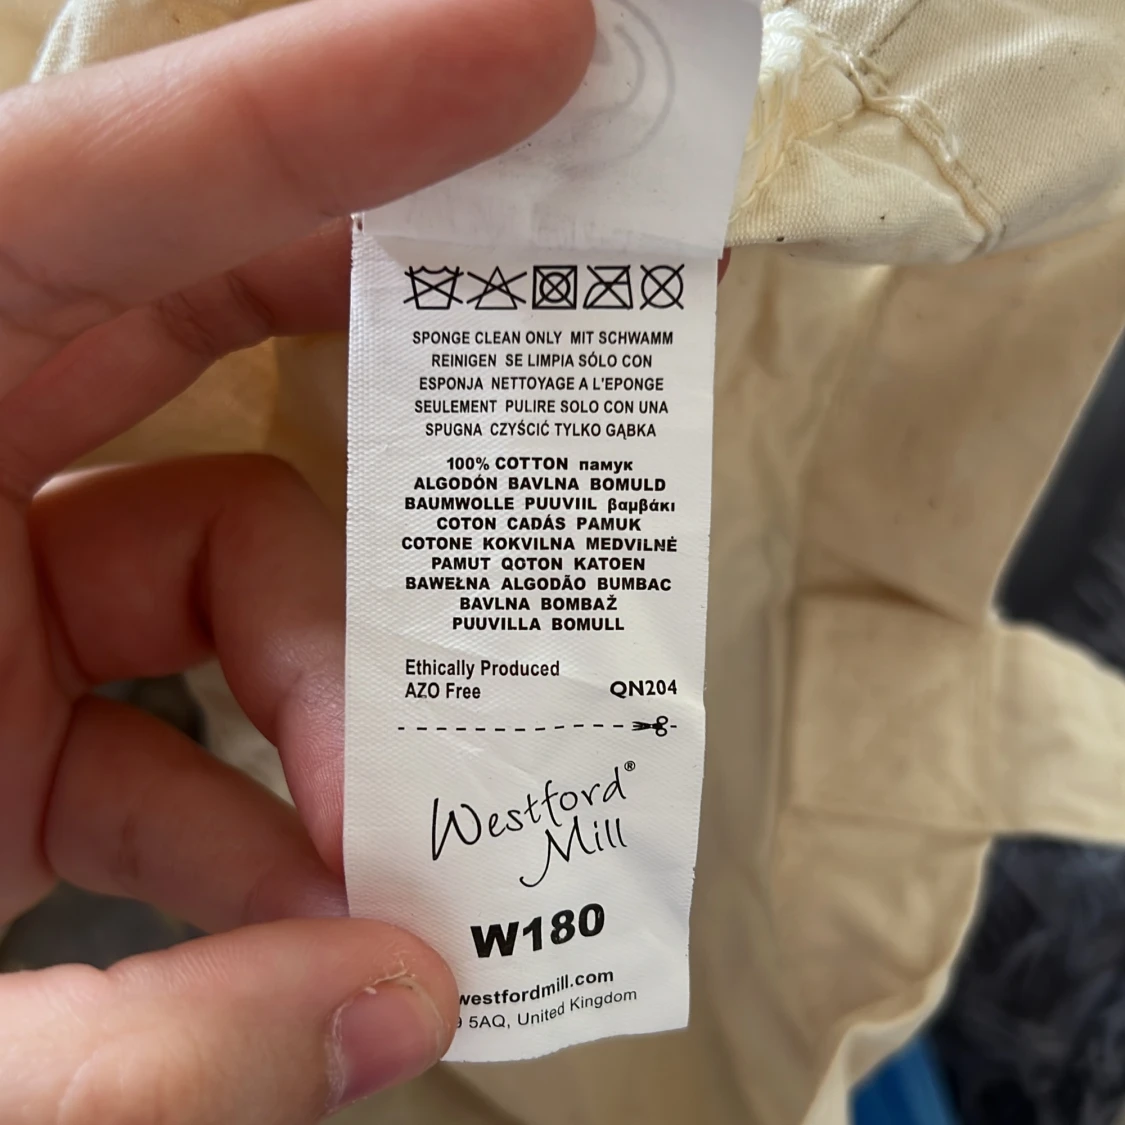 SPONGE CLEAN ONLY MIT SCHWAMM
REINIGEN SE LIMPIA SÓLO CON
ESPONJA NETTOYAGE A L'EPONGE
SEULEMENT PULIRE SOLO CON UNA
SPUGNA CZYŚCIĆ TYLKO GĄBKA
100% COTTON памук
ALGODÓN BAVLNA BOMULD
BAUMWOLLE PUUVIIL βαμβάκι
COTON CADÁS PAMUK
COTONE KOKVILNA MEDVILNĖ
PAMUT QOTON KATOEN
BAWEŁNA ALGODÃO BUMBAC
BAVLNA BOMBAŽ
PUUVILLA BOMULL
Ethically Produced
AZO Free QN204
Westford®
Mill
W180
westfordmill.com
5AQ, United Kingdom